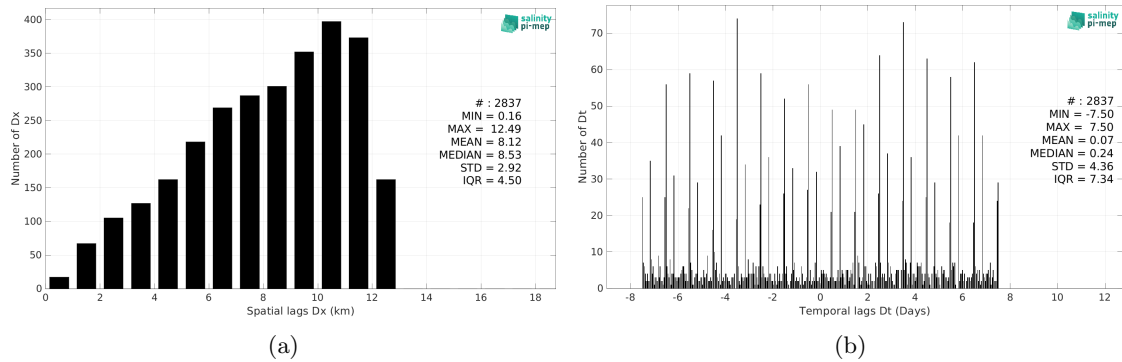 salinity
pi-mep
400
350
300
250
200
150
100
50
0
Number of Dx
# : 2837
MIN = 0.16
MAX = 12.49
MEAN = 8.12
MEDIAN = 8.53
STD = 2.92
IQR = 4.50
0 2 4 6 8 10 12 14 16 18
Spatial lags Dx (km)
(a)
salinity
pi-mep
70
60
50
40
30
20
10
0
Number of Dt
# : 2837
MIN = -7.50
MAX = 7.50
MEAN = 0.07
MEDIAN = 0.24
STD = 4.36
IQR = 7.34
-8 -6 -4 -2 0 2 4 6 8 10 12
Temporal lags Dt (Days)
(b)